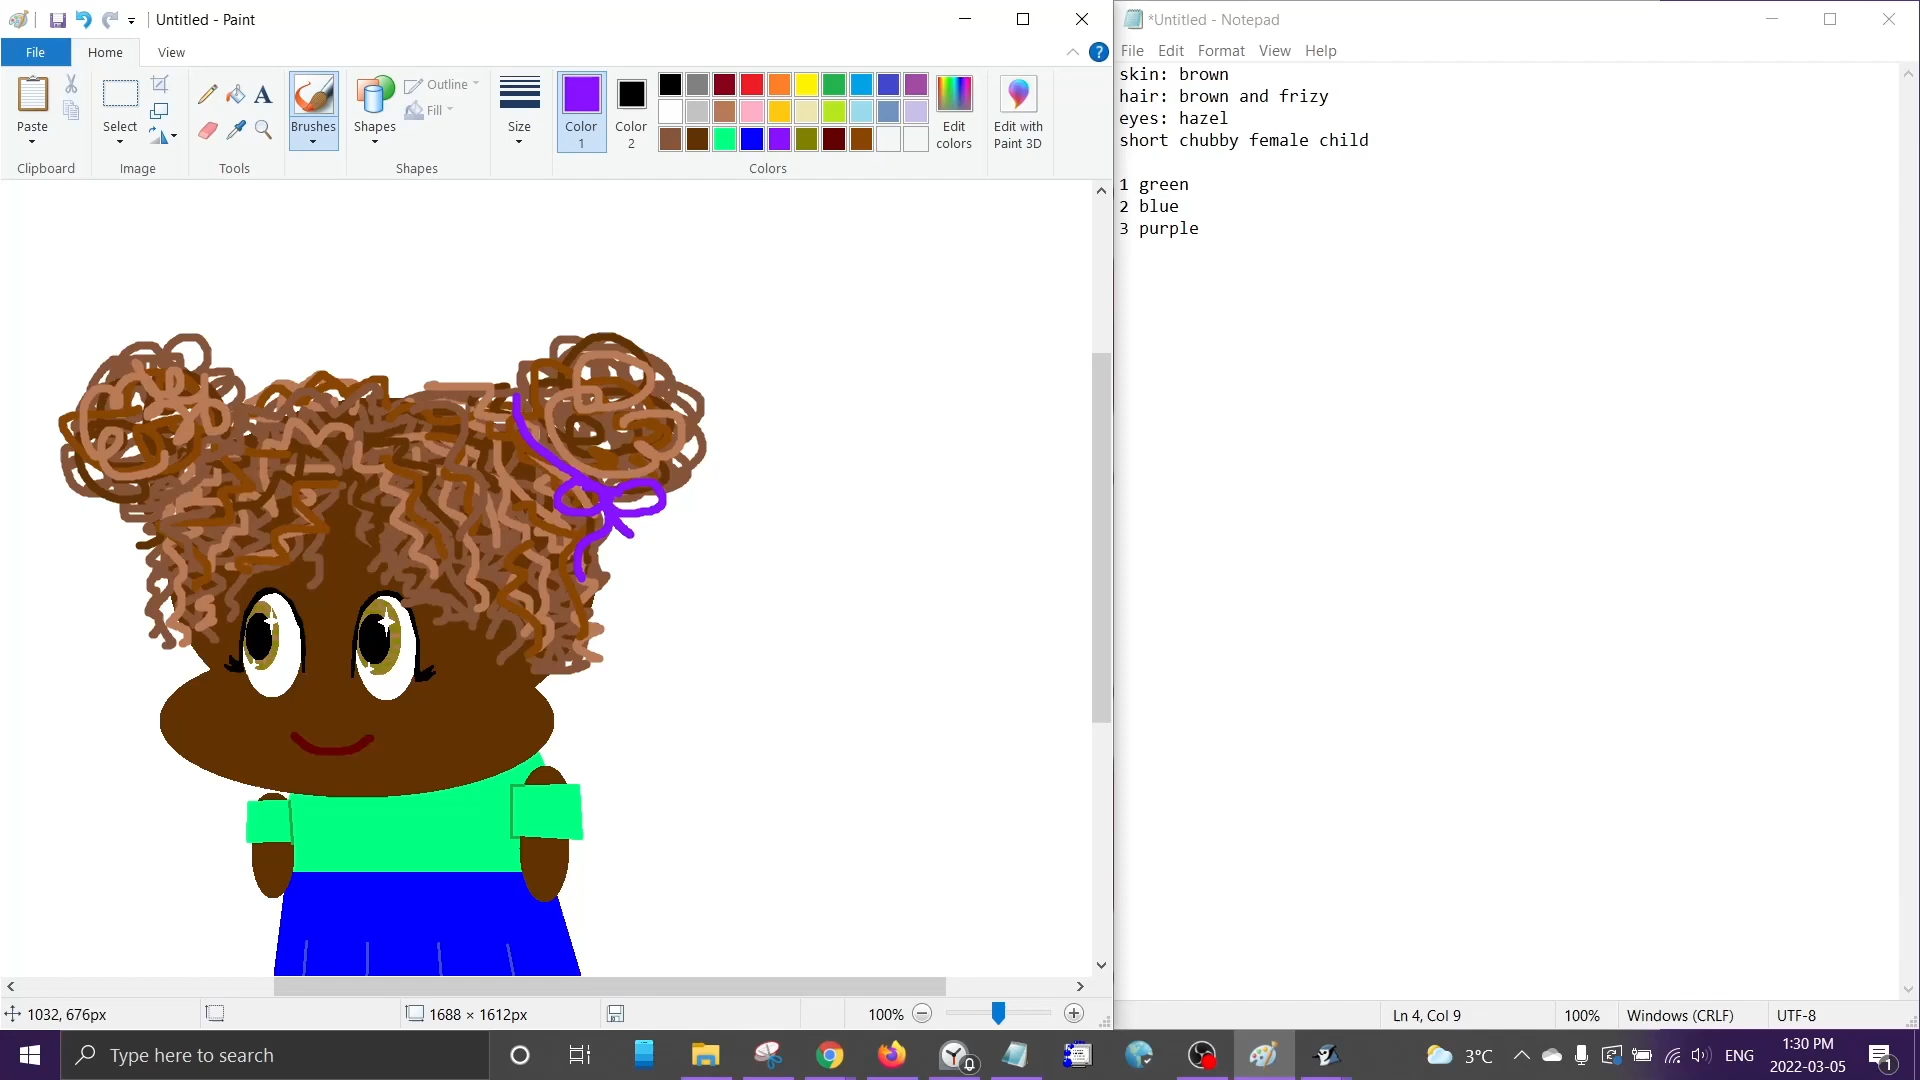 Untitled - Paint
File
Home
View
Paste
Select
Brushes
Shapes
Outline
Fill
Size
Color 1
Color 2
Edit colors
Edit with Paint 3D
Clipboard
Image
Tools
Shapes
Colors
1032, 676px
1688 × 1612px
100%
*Untitled - Notepad
File Edit Format View Help
skin: brown
hair: brown and frizy
eyes: hazel
short chubby female child
1 green
2 blue
3 purple
Ln 4, Col 9
100%
Windows (CRLF)
UTF-8
Type here to search
3°C
ENG
1:30 PM
2022-03-05
1